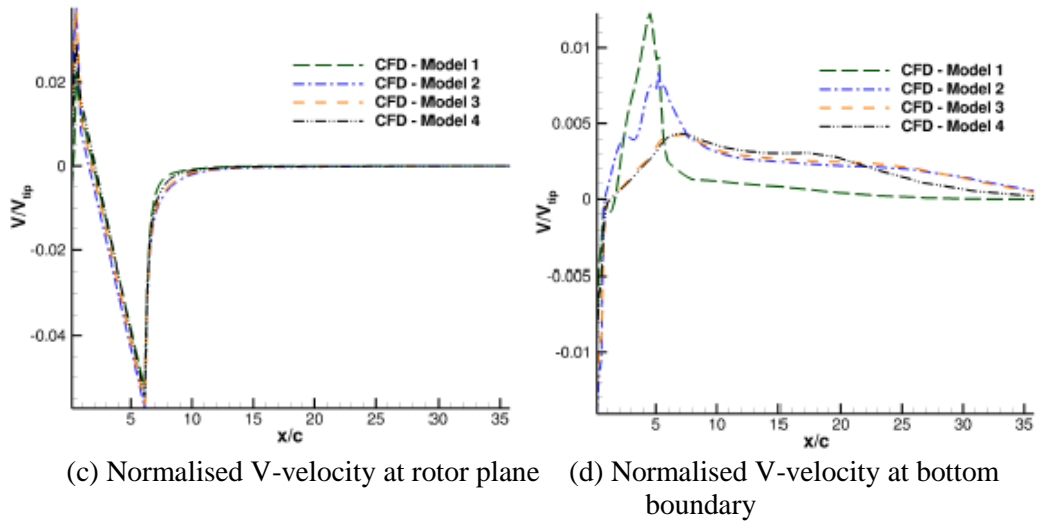 0.02
0
-0.02
-0.04
V/Vtip
5 10 15 20 25 30 35
x/c
CFD - Model 1
CFD - Model 2
CFD - Model 3
CFD - Model 4
(c) Normalised V-velocity at rotor plane
0.01
0.005
0
-0.005
-0.01
V/Vtip
5 10 15 20 25 30 35
x/c
CFD - Model 1
CFD - Model 2
CFD - Model 3
CFD - Model 4
(d) Normalised V-velocity at bottom
boundary